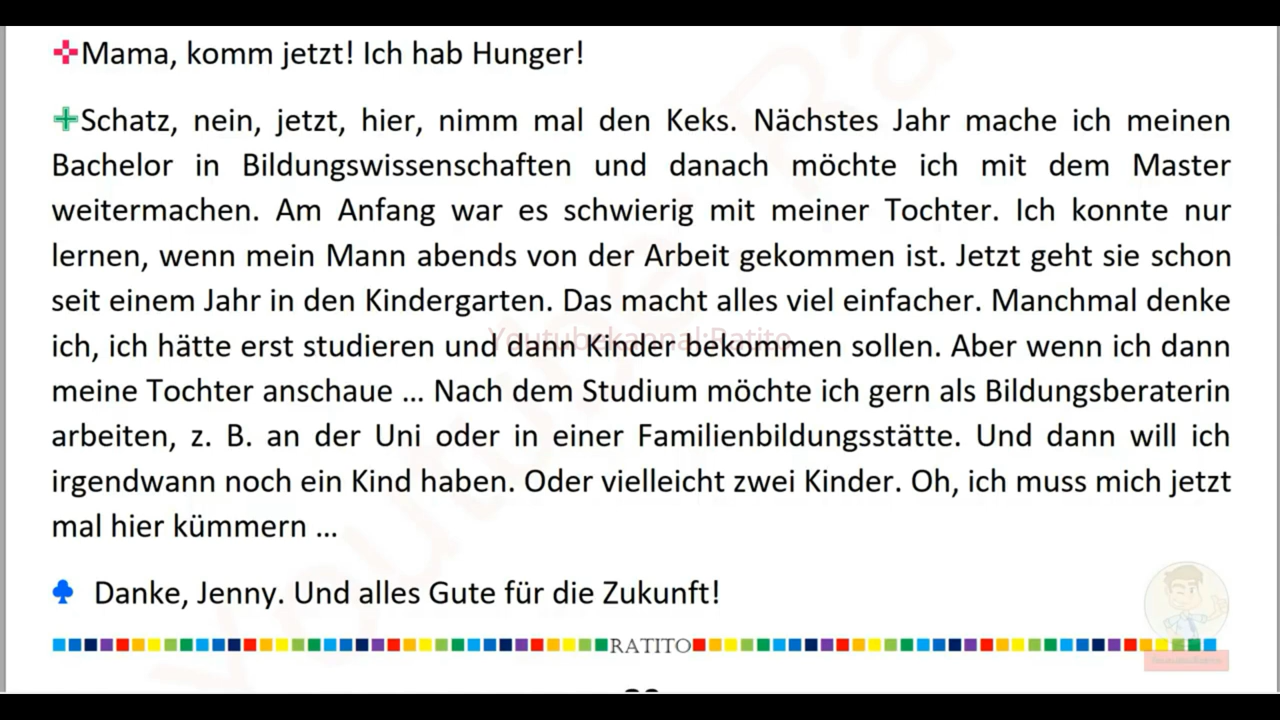 Mama, komm jetzt! Ich hab Hunger!
Schatz, nein, jetzt, hier, nimm mal den Keks. Nächstes Jahr mache ich meinen
Bachelor in Bildungswissenschaften und danach möchte ich mit dem Master
weitermachen. Am Anfang war es schwierig mit meiner Tochter. Ich konnte nur
lernen, wenn mein Mann abends von der Arbeit gekommen ist. Jetzt geht sie schon
seit einem Jahr in den Kindergarten. Das macht alles viel einfacher. Manchmal denke
Youtubekannal:Ratito
ich, ich hätte erst studieren und dann Kinder bekommen sollen. Aber wenn ich dann
meine Tochter anschaue ... Nach dem Studium möchte ich gern als Bildungsberaterin
arbeiten, z. B. an der Uni oder in einer Familienbildungsstätte. Und dann will ich
irgendwann noch ein Kind haben. Oder vielleicht zwei Kinder. Oh, ich muss mich jetzt
mal hier kümmern ...
Danke, Jenny. Und alles Gute für die Zukunft!
RATITO